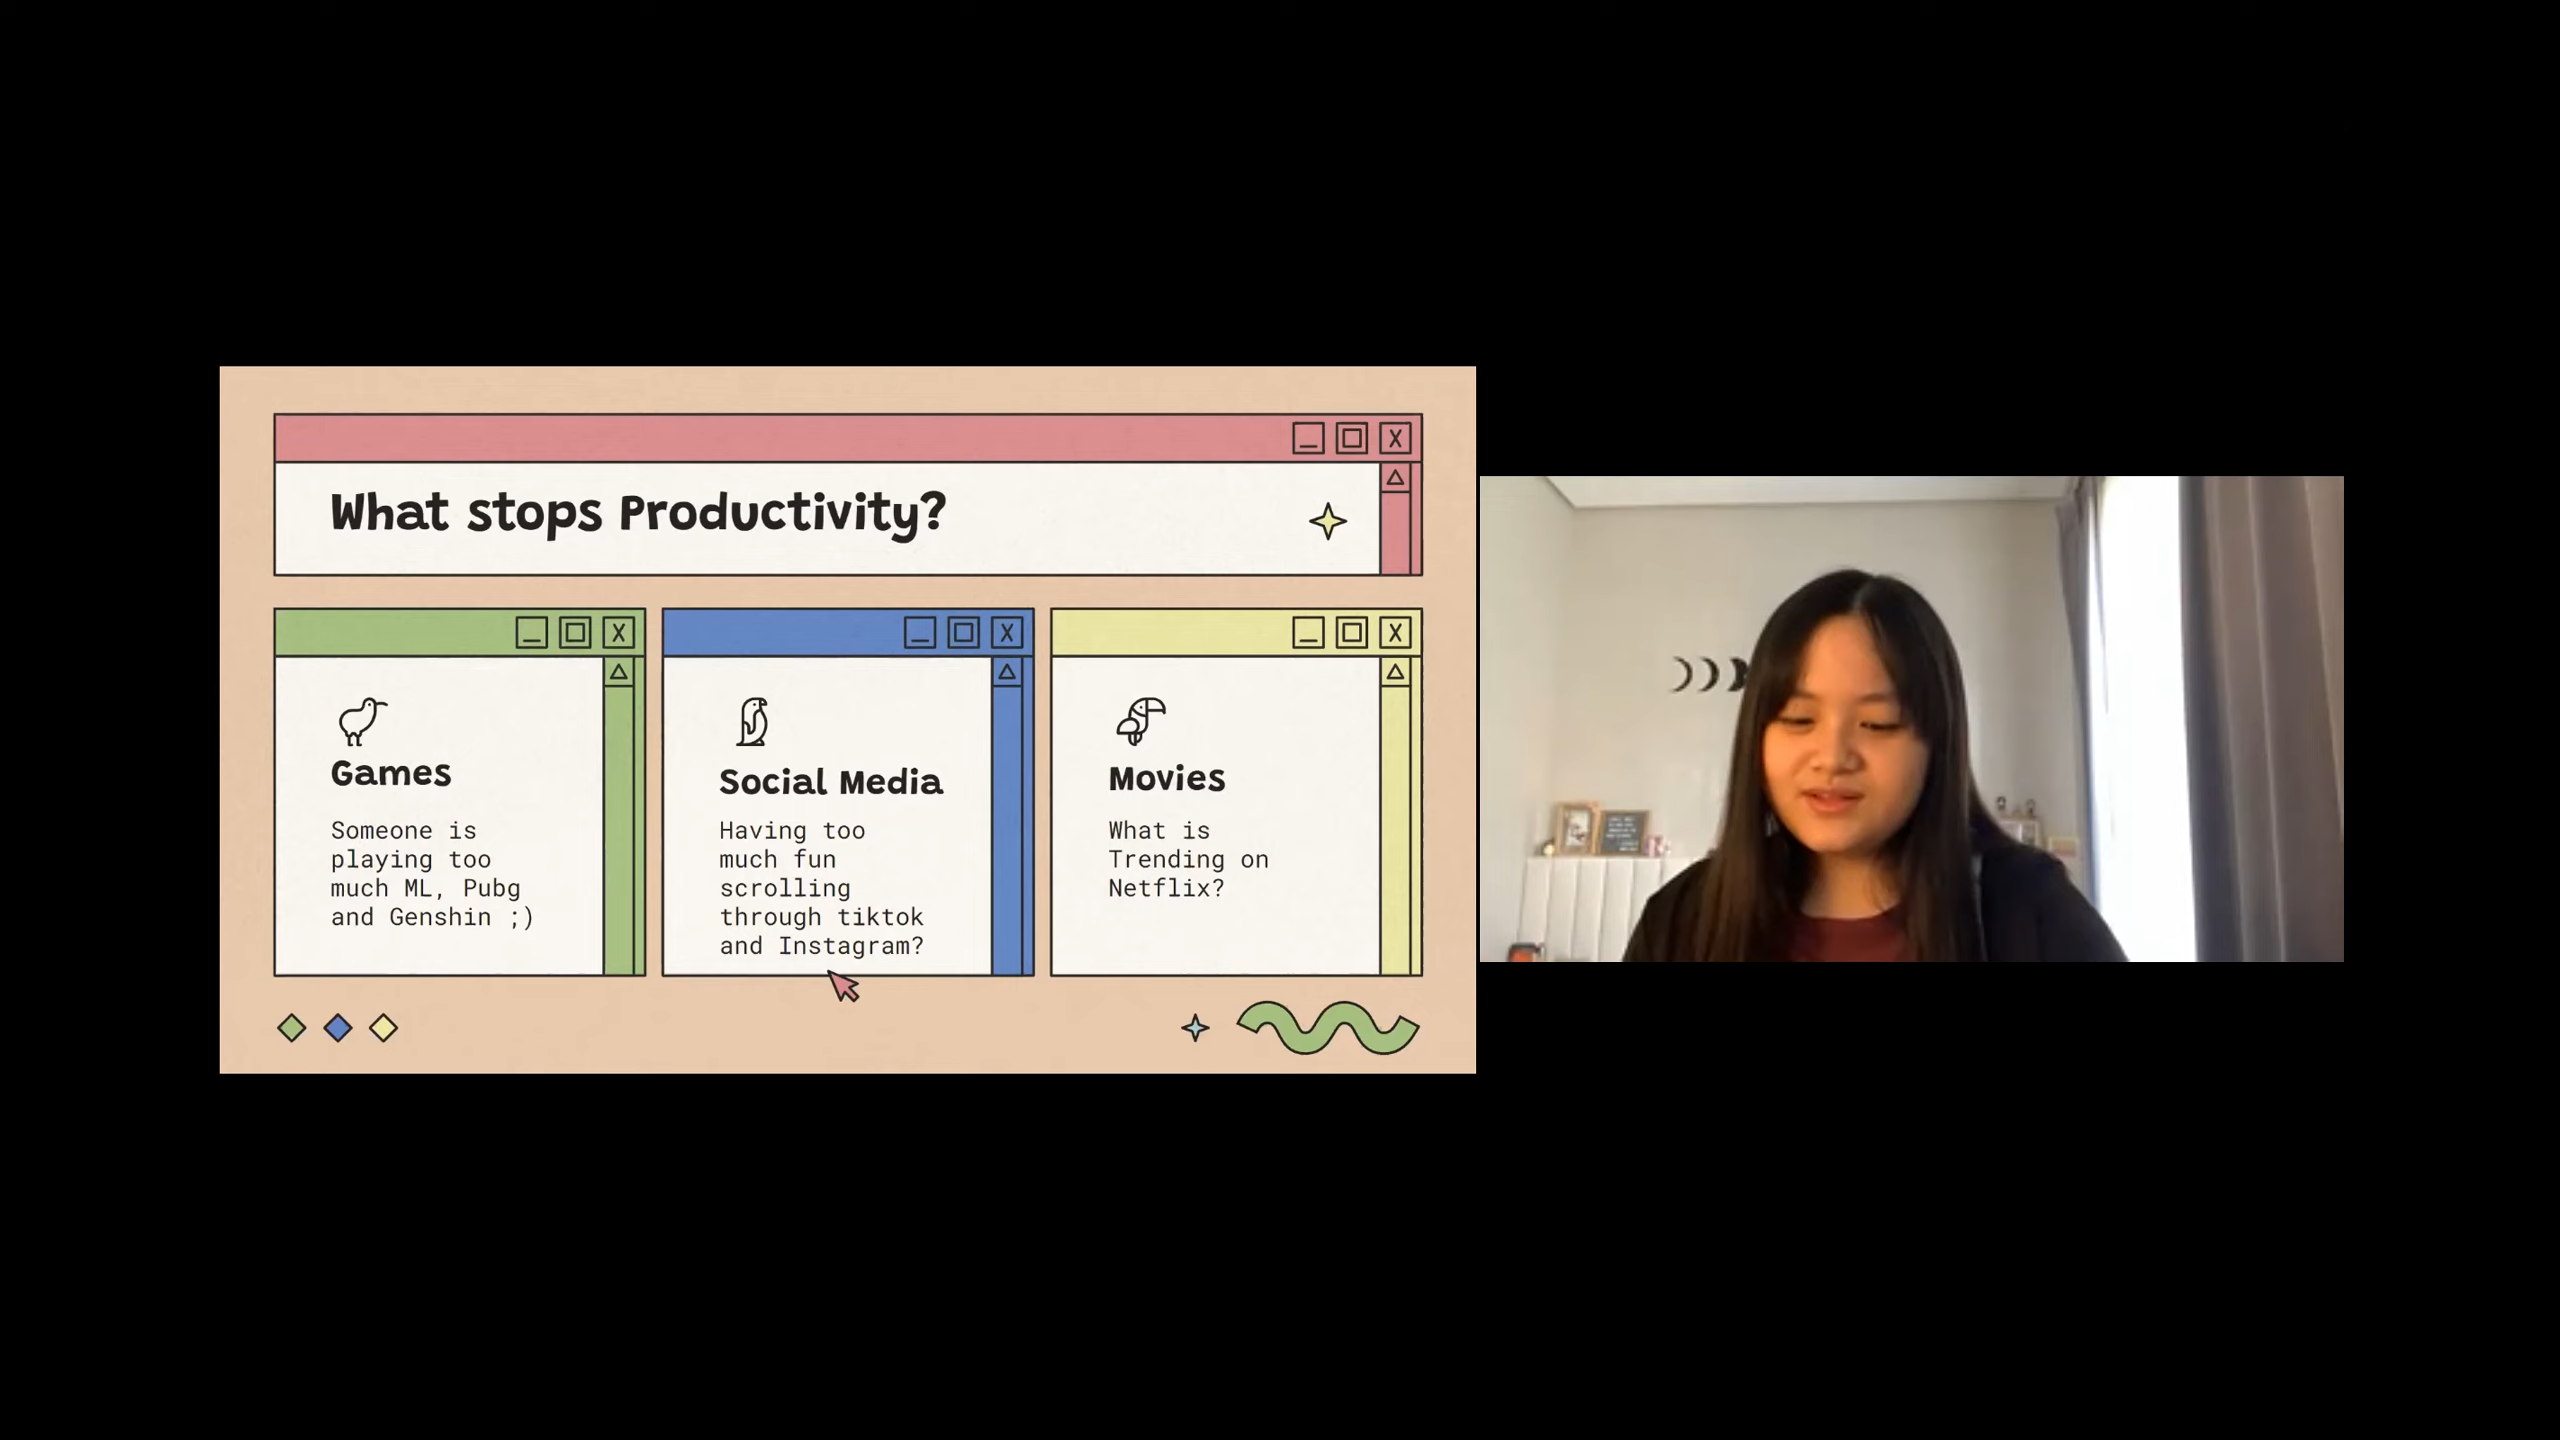 What stops Productivity?
Games
Someone is
playing too
much ML, Pubg
and Genshin ;)
Social Media
Having too
much fun
scrolling
through tiktok
and Instagram?
Movies
What is
Trending on
Netflix?